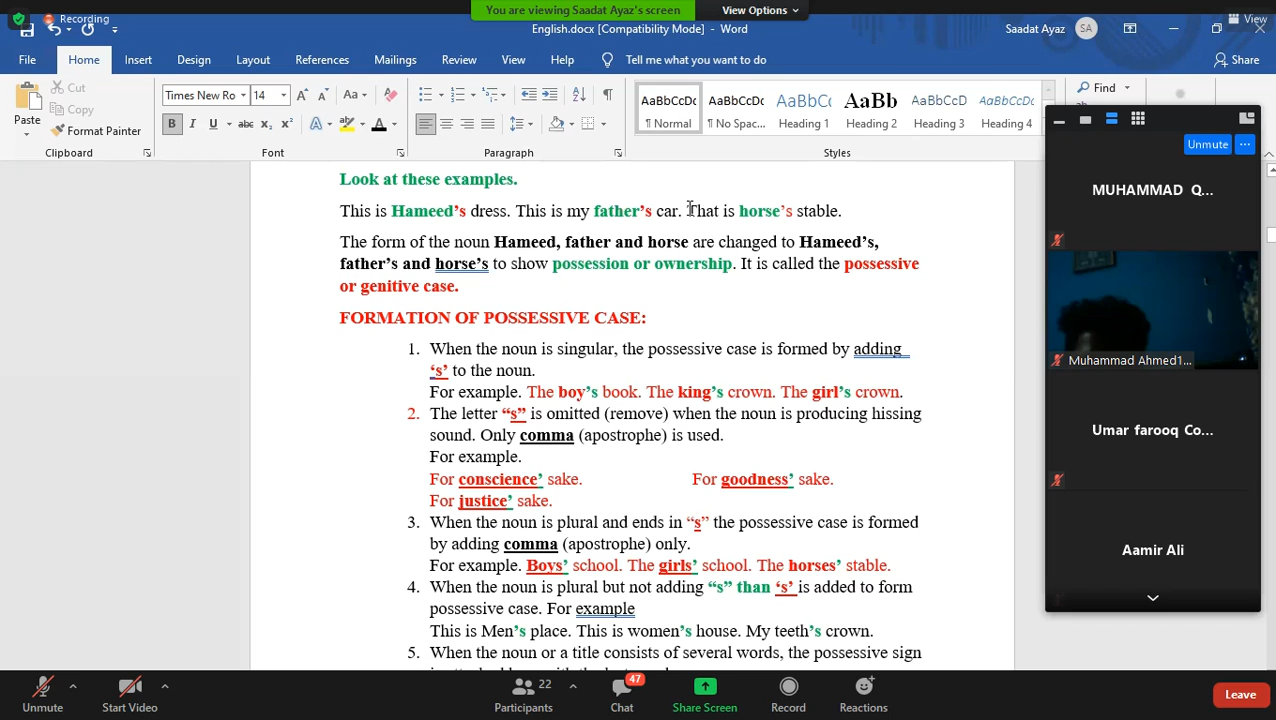 Recording
You are viewing Saadat Ayaz's screen
View Options
View
English.docx [Compatibility Mode] - Word
Saadat Ayaz
SA
File Home Insert Design Layout References Mailings Review View Help Tell me what you want to do Share
Paste
Cut
Copy
Format Painter
Clipboard
Times New Ro 14
Font
Paragraph
AaBbCcDc AaBbCcDc AaBbCc AaBb AaBbCcDd AaBbCcDd
¶ Normal ¶ No Spac... Heading 1 Heading 2 Heading 3 Heading 4
Styles
Find
Look at these examples.
This is Hameed's dress. This is my father's car. That is horse's stable.
The form of the noun Hameed, father and horse are changed to Hameed's,
father's and horse's to show possession or ownership. It is called the possessive
or genitive case.
FORMATION OF POSSESSIVE CASE:
1. When the noun is singular, the possessive case is formed by adding
‘s’ to the noun.
For example. The boy’s book. The king’s crown. The girl’s crown.
2. The letter “s” is omitted (remove) when the noun is producing hissing
sound. Only comma (apostrophe) is used.
For example.
For conscience’ sake. For goodness’ sake.
For justice’ sake.
3. When the noun is plural and ends in “s” the possessive case is formed
by adding comma (apostrophe) only.
For example. Boys’ school. The girls’ school. The horses’ stable.
4. When the noun is plural but not adding “s” than ‘s’ is added to form
possessive case. For example
This is Men’s place. This is women’s house. My teeth’s crown.
5. When the noun or a title consists of several words, the possessive sign
Unmute
MUHAMMAD Q...
Muhammad Ahmed1...
Umar farooq Co...
Aamir Ali
Unmute
Start Video
22
Participants
47
Chat
Share Screen
Record
Reactions
Leave